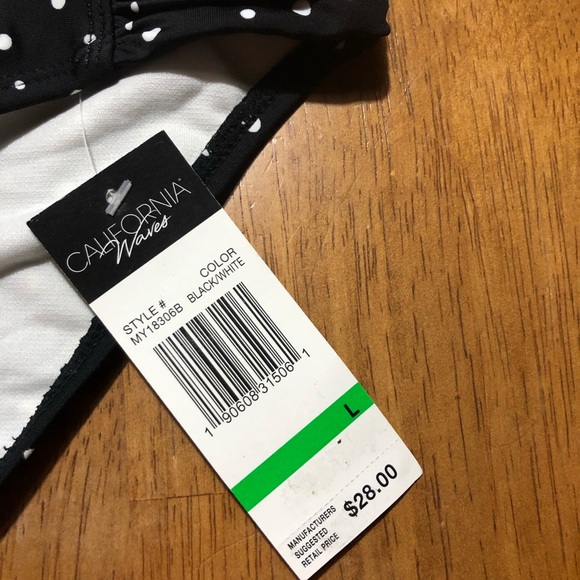 CALIFORNIA®
Waves
STYLE # COLOR
MY18306B BLACK/WHITE
1 90608 31506 1
L
MANUFACTURERS
SUGGESTED
RETAIL PRICE
$28.00